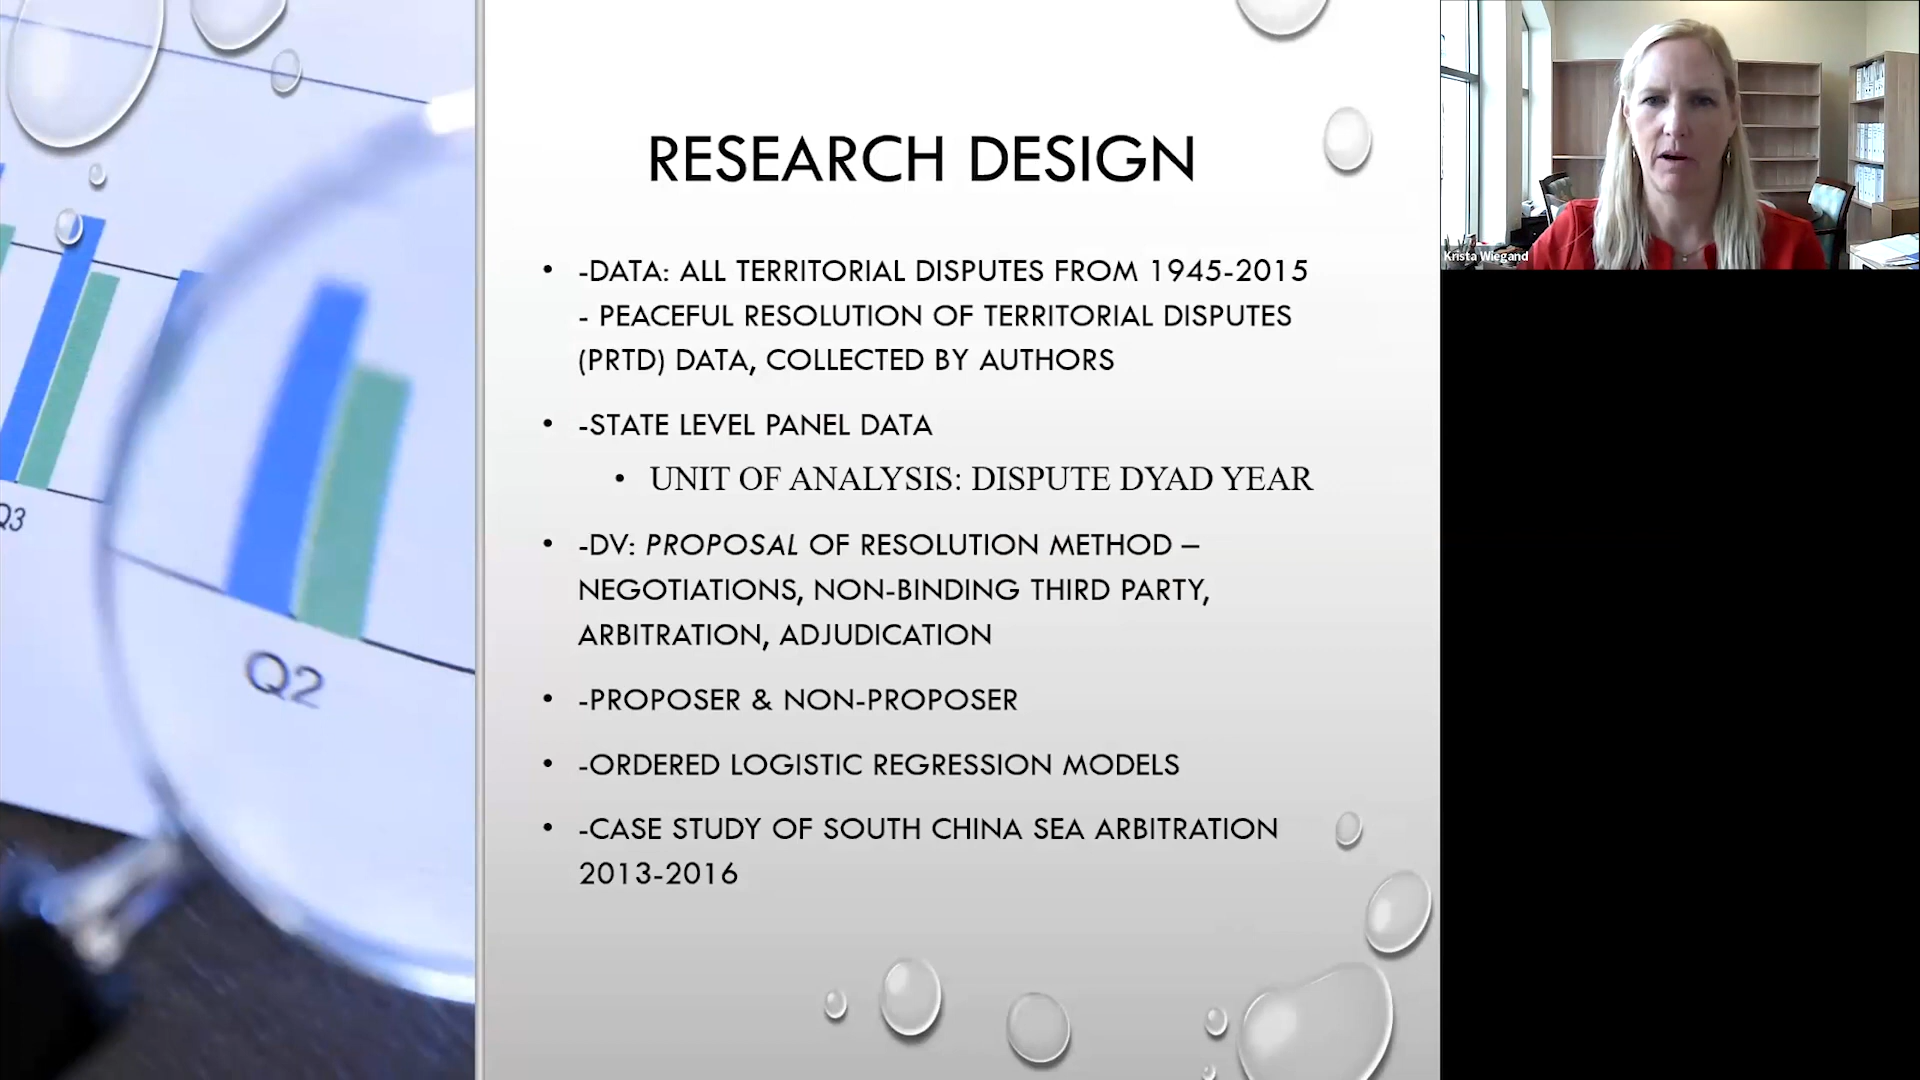 RESEARCH DESIGN
• -DATA: ALL TERRITORIAL DISPUTES FROM 1945-2015
- PEACEFUL RESOLUTION OF TERRITORIAL DISPUTES
(PRTD) DATA, COLLECTED BY AUTHORS
• -STATE LEVEL PANEL DATA
• UNIT OF ANALYSIS: DISPUTE DYAD YEAR
• -DV: PROPOSAL OF RESOLUTION METHOD –
NEGOTIATIONS, NON-BINDING THIRD PARTY,
ARBITRATION, ADJUDICATION
• -PROPOSER & NON-PROPOSER
• -ORDERED LOGISTIC REGRESSION MODELS
• -CASE STUDY OF SOUTH CHINA SEA ARBITRATION
2013-2016
Q3
Q2
Krista Wiegand